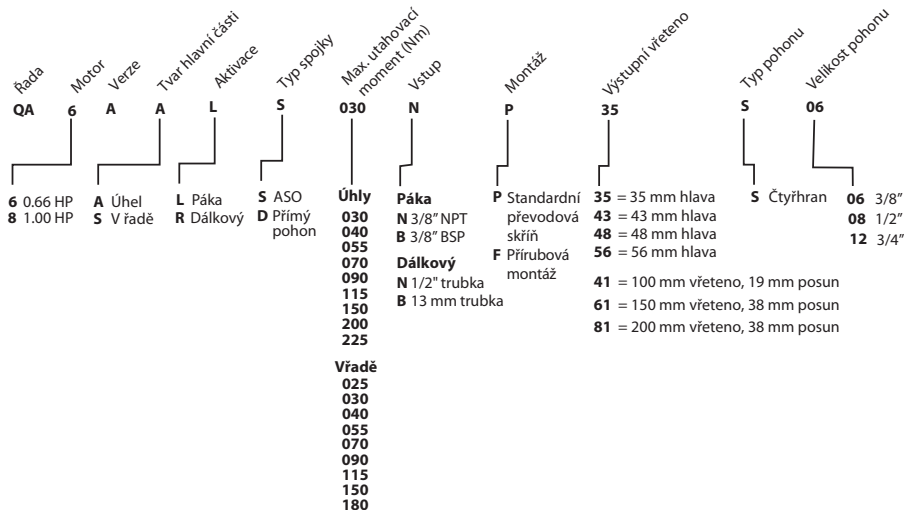 Řada
Motor
Verze
Tvar hlavní části
Aktivace
Typ spojky
Max. utahovací
moment (Nm)
Vstup
Montáž
Výstupní vřeteno
Typ pohonu
Velikost pohonu
QA 6 A A L S 030 N P 35 S 06
6 0.66 HP
8 1.00 HP
A Úhel
S V řadě
L Páka
R Dálkový
S ASO
D Přímý
pohon
Úhly
030
040
055
070
090
115
150
200
225
Vřadě
025
030
040
055
070
090
115
150
180
Páka
N 3/8″ NPT
B 3/8″ BSP
Dálkový
N 1/2" trubka
B 13 mm trubka
P Standardní
převodová
skříň
F Přírubová
montáž
35 = 35 mm hlava
43 = 43 mm hlava
48 = 48 mm hlava
56 = 56 mm hlava
41 = 100 mm vřeteno, 19 mm posun
61 = 150 mm vřeteno, 38 mm posun
81 = 200 mm vřeteno, 38 mm posun
S Čtyřhran
06 3/8″
08 1/2″
12 3/4″